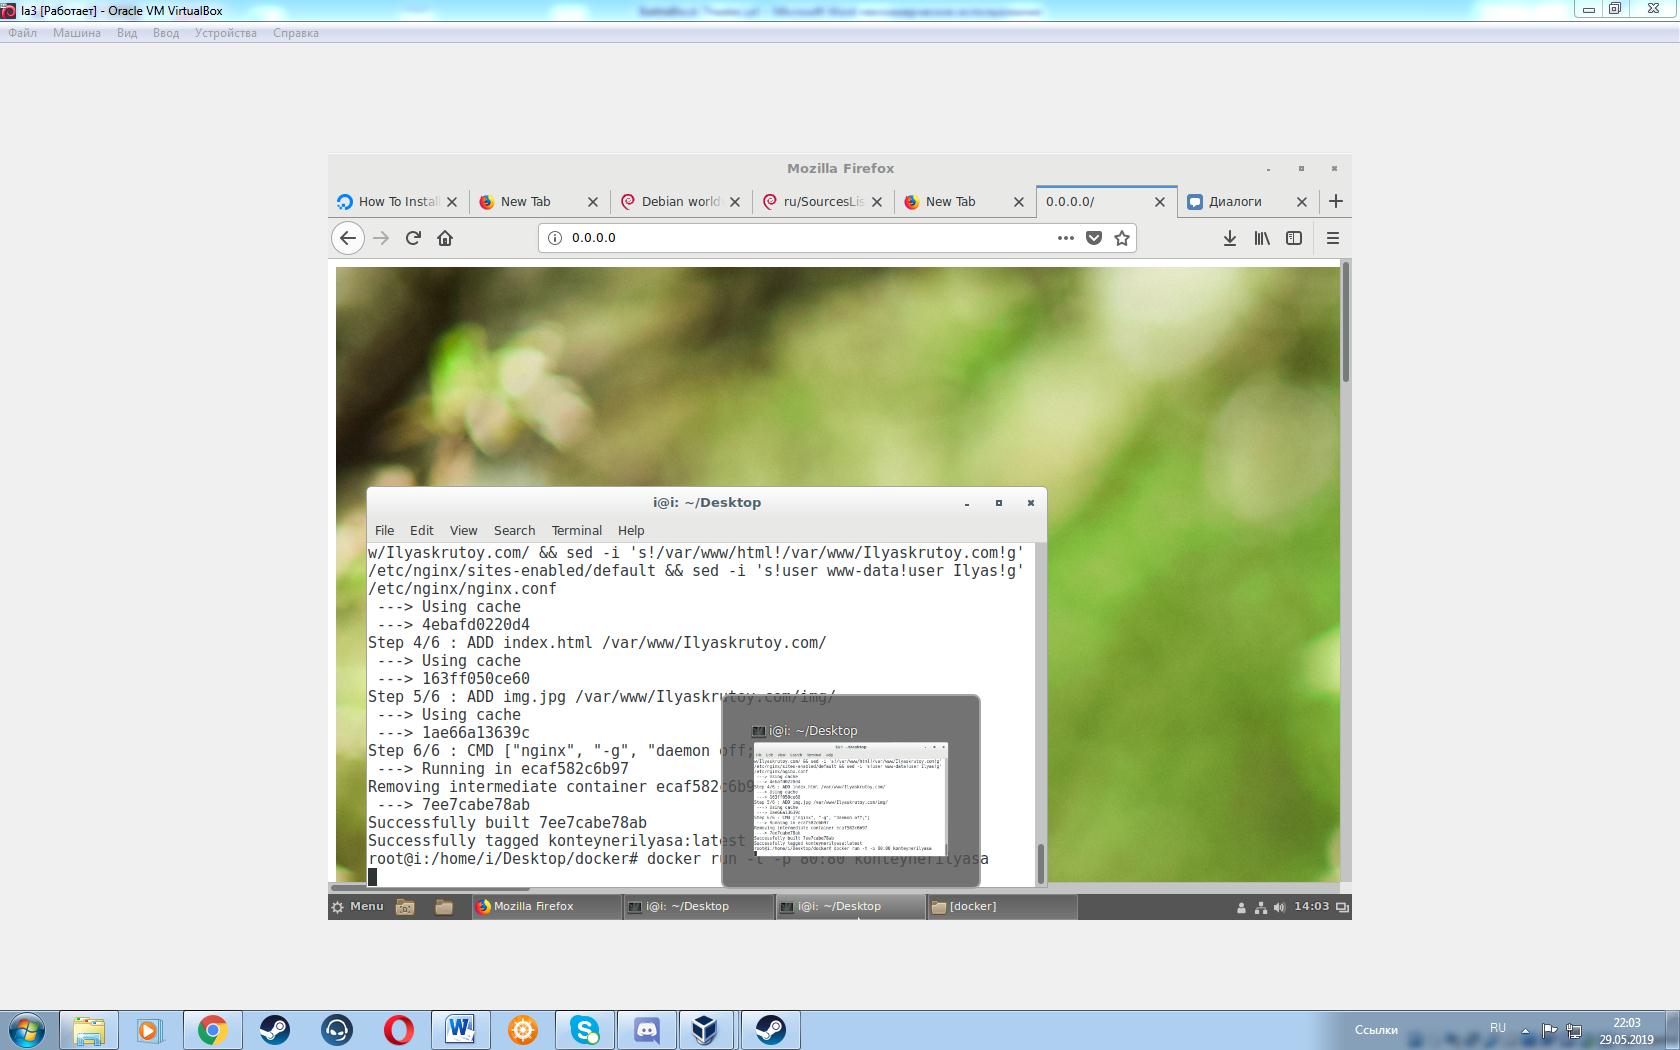 la3 [Работает] - Oracle VM VirtualBox
Файл Машина Вид Ввод Устройства Справка
Mozilla Firefox
How To Instal New Tab Debian world ru/SourcesLis New Tab 0.0.0.0/ Диалоги
0.0.0.0
i@i: ~/Desktop
File Edit View Search Terminal Help
w/Ilyaskrutoy.com/ && sed -i 's!/var/www/html!/var/www/Ilyaskrutoy.com!g'
/etc/nginx/sites-enabled/default && sed -i 's!user www-data!user Ilyas!g'
/etc/nginx/nginx.conf
---> Using cache
---> 4ebafd0220d4
Step 4/6 : ADD index.html /var/www/Ilyaskrutoy.com/
---> Using cache
---> 163ff050ce60
Step 5/6 : ADD img.jpg /var/www/Ilyaskrutoy.com/img/
---> Using cache
---> 1ae66a13639c
Step 6/6 : CMD ["nginx", "-g", "daemon off;
---> Running in ecaf582c6b97
Removing intermediate container ecaf582c6b97
---> 7ee7cabe78ab
Successfully built 7ee7cabe78ab
Successfully tagged konteynerilyasa:latest
root@i:/home/i/Desktop/docker# docker run -t -p 80:80 konteynerilyasa
i@i: ~/Desktop
Menu Mozilla Firefox i@i: ~/Desktop i@i: ~/Desktop [docker] 14:03
Ссылки RU 22:03
29.05.2019